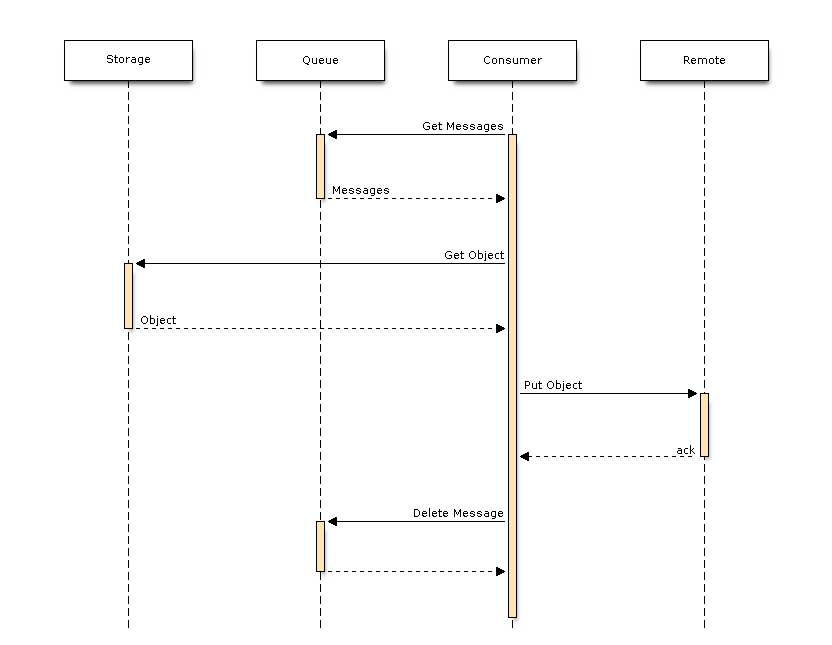 Storage
Queue
Consumer
Remote
Get Messages
Messages
Get Object
Object
Put Object
ack
Delete Message